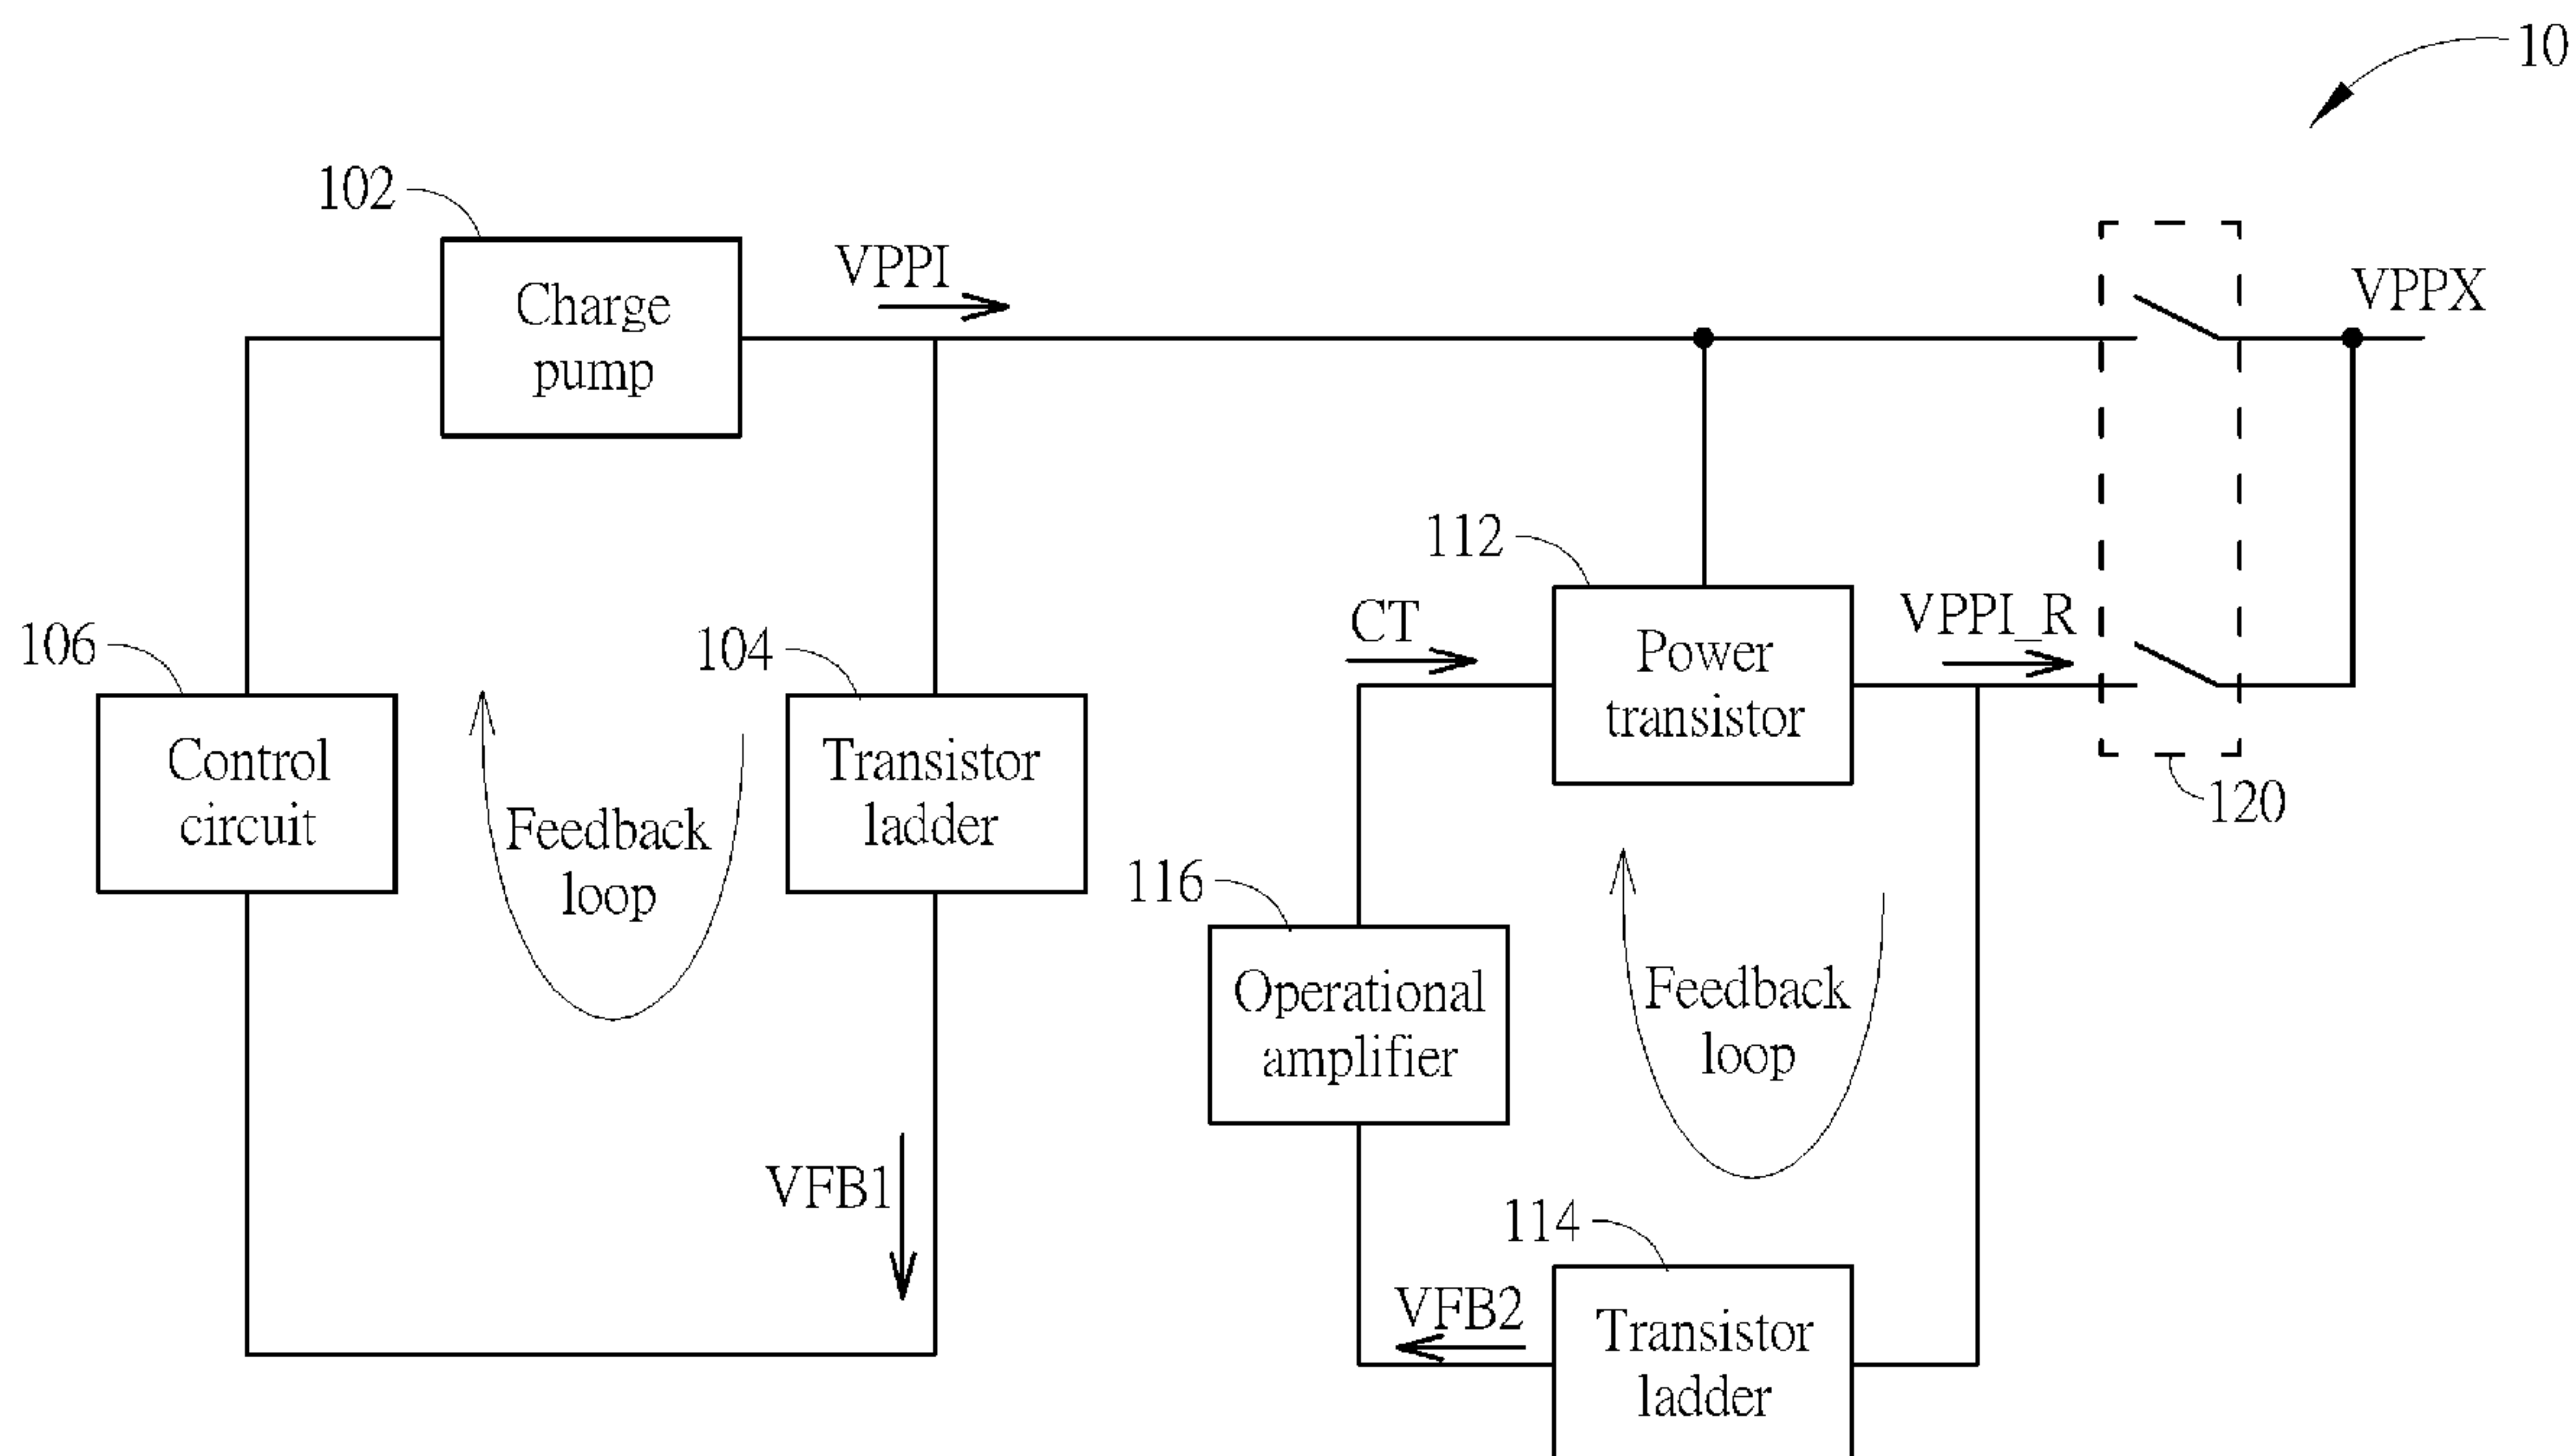 10
102
Charge
pump
VPPI
VPPX
112
CT
Power
transistor
VPPI_R
106
104
Control
circuit
Feedback
loop
Transistor
ladder
120
116
Operational
amplifier
Feedback
loop
VFB1
114
VFB2
Transistor
ladder